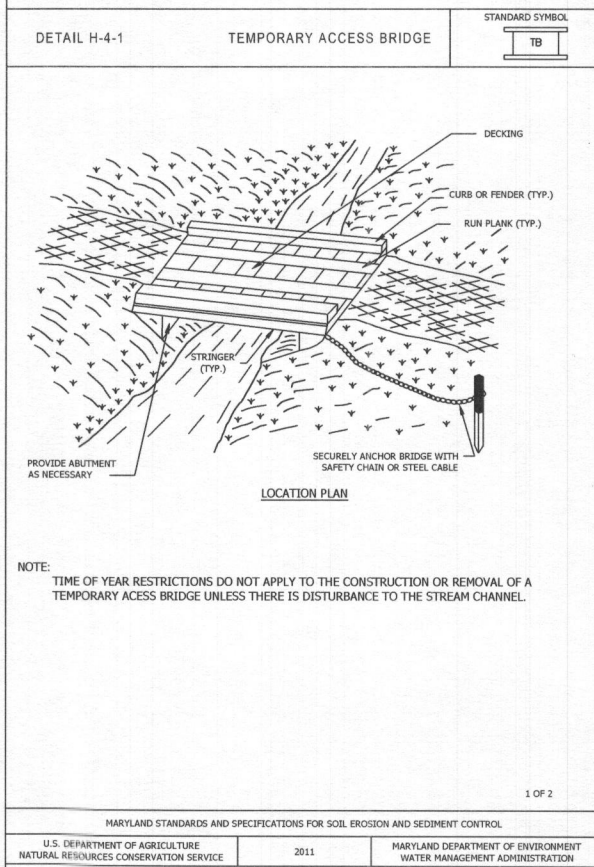 DETAIL H-4-1
TEMPORARY ACCESS BRIDGE
STANDARD SYMBOL
TB
DECKING
CURB OR FENDER (TYP.)
RUN PLANK (TYP.)
STRINGER
(TYP.)
PROVIDE ABUTMENT
AS NECESSARY
SECURELY ANCHOR BRIDGE WITH
SAFETY CHAIN OR STEEL CABLE
LOCATION PLAN
NOTE:
TIME OF YEAR RESTRICTIONS DO NOT APPLY TO THE CONSTRUCTION OR REMOVAL OF A
TEMPORARY ACESS BRIDGE UNLESS THERE IS DISTURBANCE TO THE STREAM CHANNEL.
1 OF 2
MARYLAND STANDARDS AND SPECIFICATIONS FOR SOIL EROSION AND SEDIMENT CONTROL
U.S. DEPARTMENT OF AGRICULTURE
NATURAL RESOURCES CONSERVATION SERVICE
2011
MARYLAND DEPARTMENT OF ENVIRONMENT
WATER MANAGEMENT ADMINISTRATION